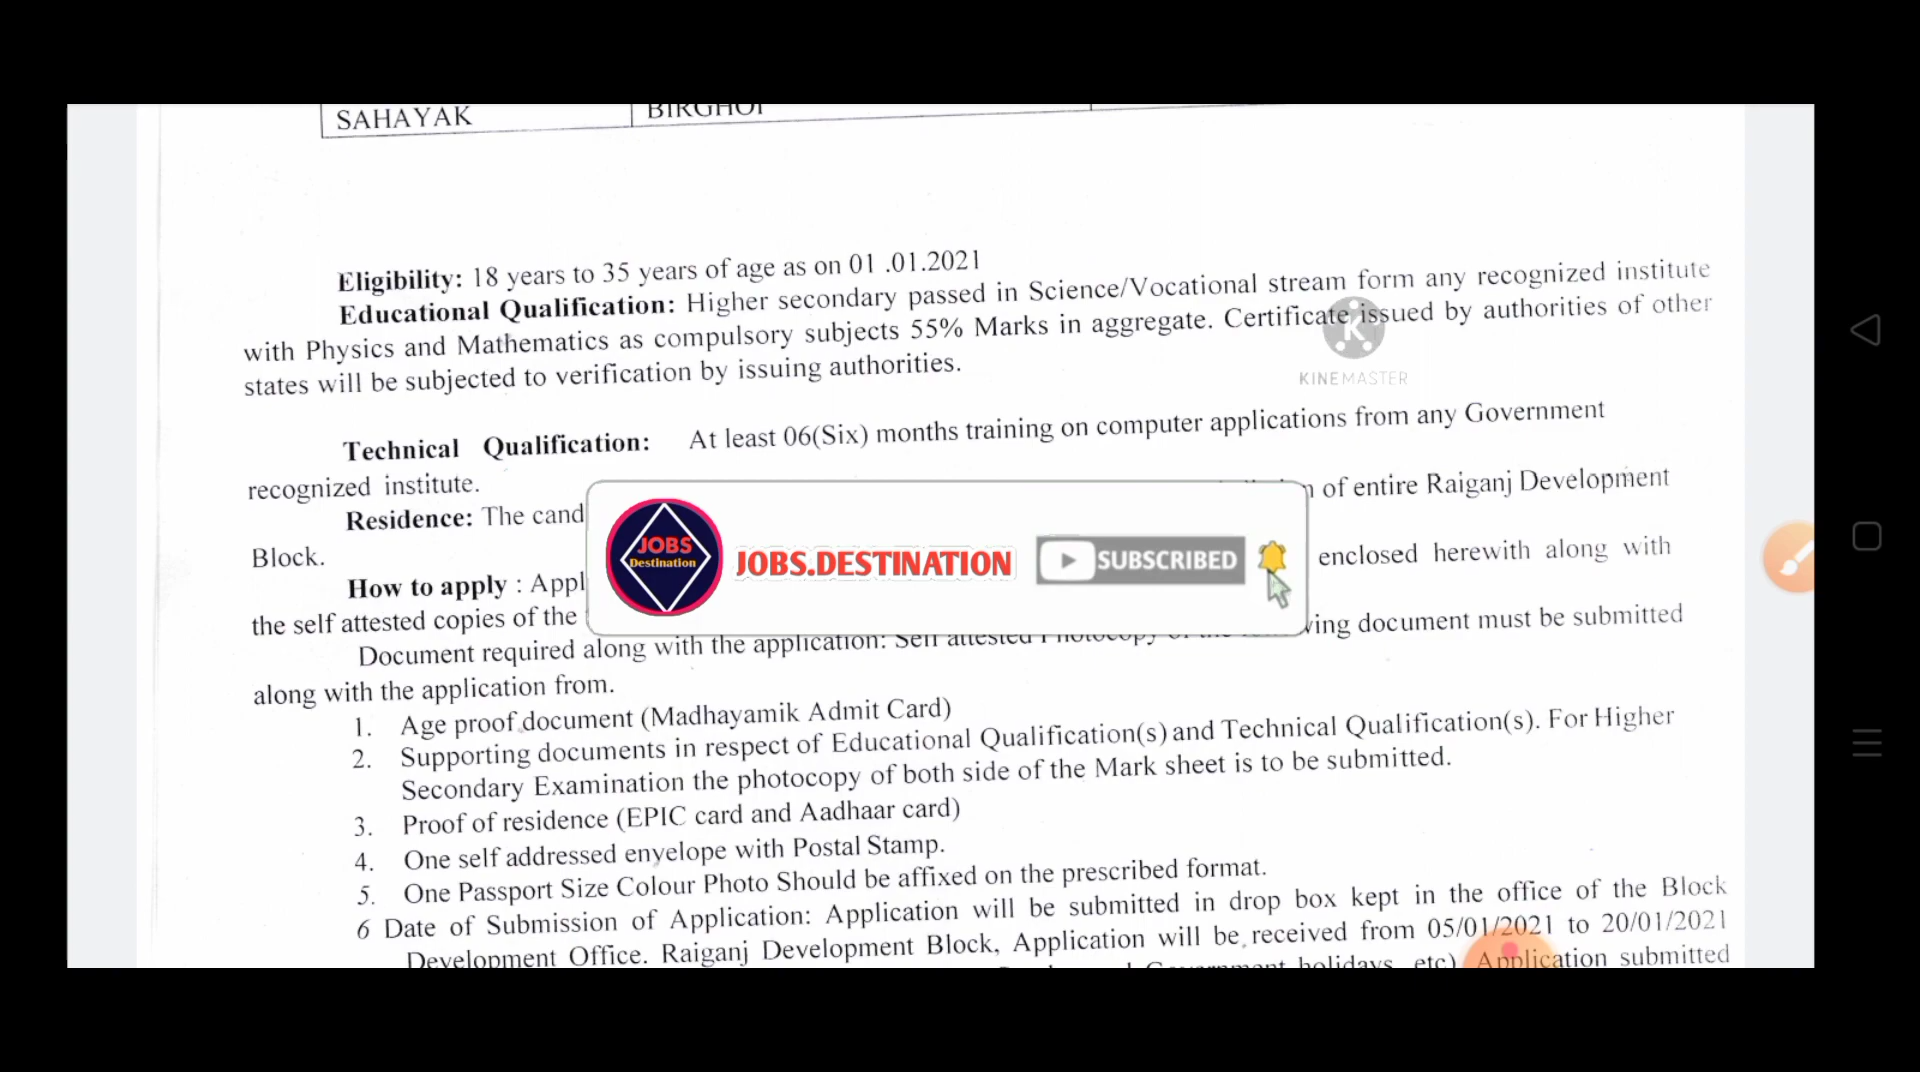 SAHAYAK
BIRGHOI
Eligibility: 18 years to 35 years of age as on 01 .01.2021
Educational Qualification: Higher secondary passed in Science/Vocational stream form any recognized institute
with Physics and Mathematics as compulsory subjects 55% Marks in aggregate. Certificate issued by authorities of other
states will be subjected to verification by issuing authorities.
K
KINEMASTER
Technical Qualification: At least 06(Six) months training on computer applications from any Government
recognized institute.
Residence: The cand of entire Raiganj Development
Block.
How to apply : Appl enclosed herewith along with
the self attested copies of the
JOBS
Destination
JOBS.DESTINATION
SUBSCRIBED
Document required along with the application: Self attested Photocopy of the ving document must be submitted
along with the application from.
1. Age proof document (Madhayamik Admit Card)
2. Supporting documents in respect of Educational Qualification(s) and Technical Qualification(s). For Higher
Secondary Examination the photocopy of both side of the Mark sheet is to be submitted.
3. Proof of residence (EPIC card and Aadhaar card)
4. One self addressed enyelope with Postal Stamp.
5. One Passport Size Colour Photo Should be affixed on the prescribed format.
6 Date of Submission of Application: Application will be submitted in drop box kept in the office of the Block
Development Office. Raiganj Development Block, Application will be received from 05/01/2021 to 20/01/2021
holidays, etc) Application submitted